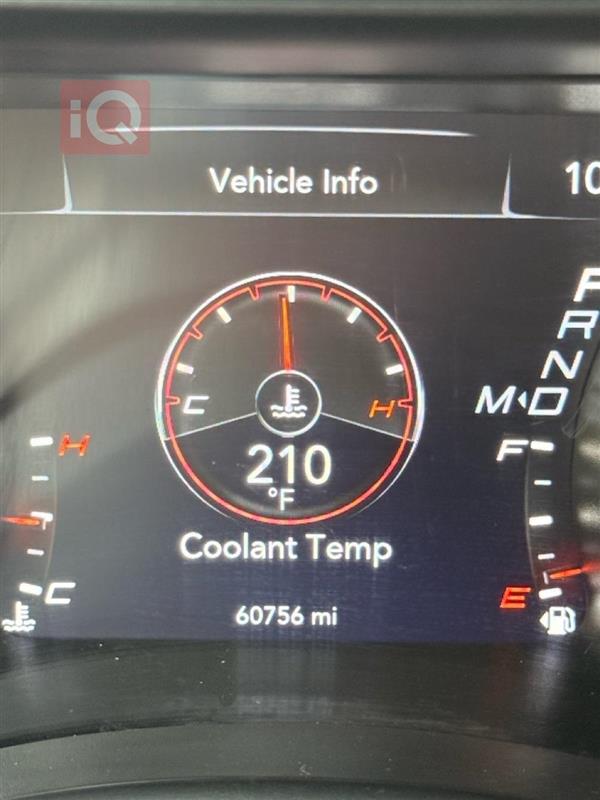 iQ
Vehicle Info
10
P
R
N
M◂D
C
H
210
°F
Coolant Temp
60756 mi
H
C
F
E